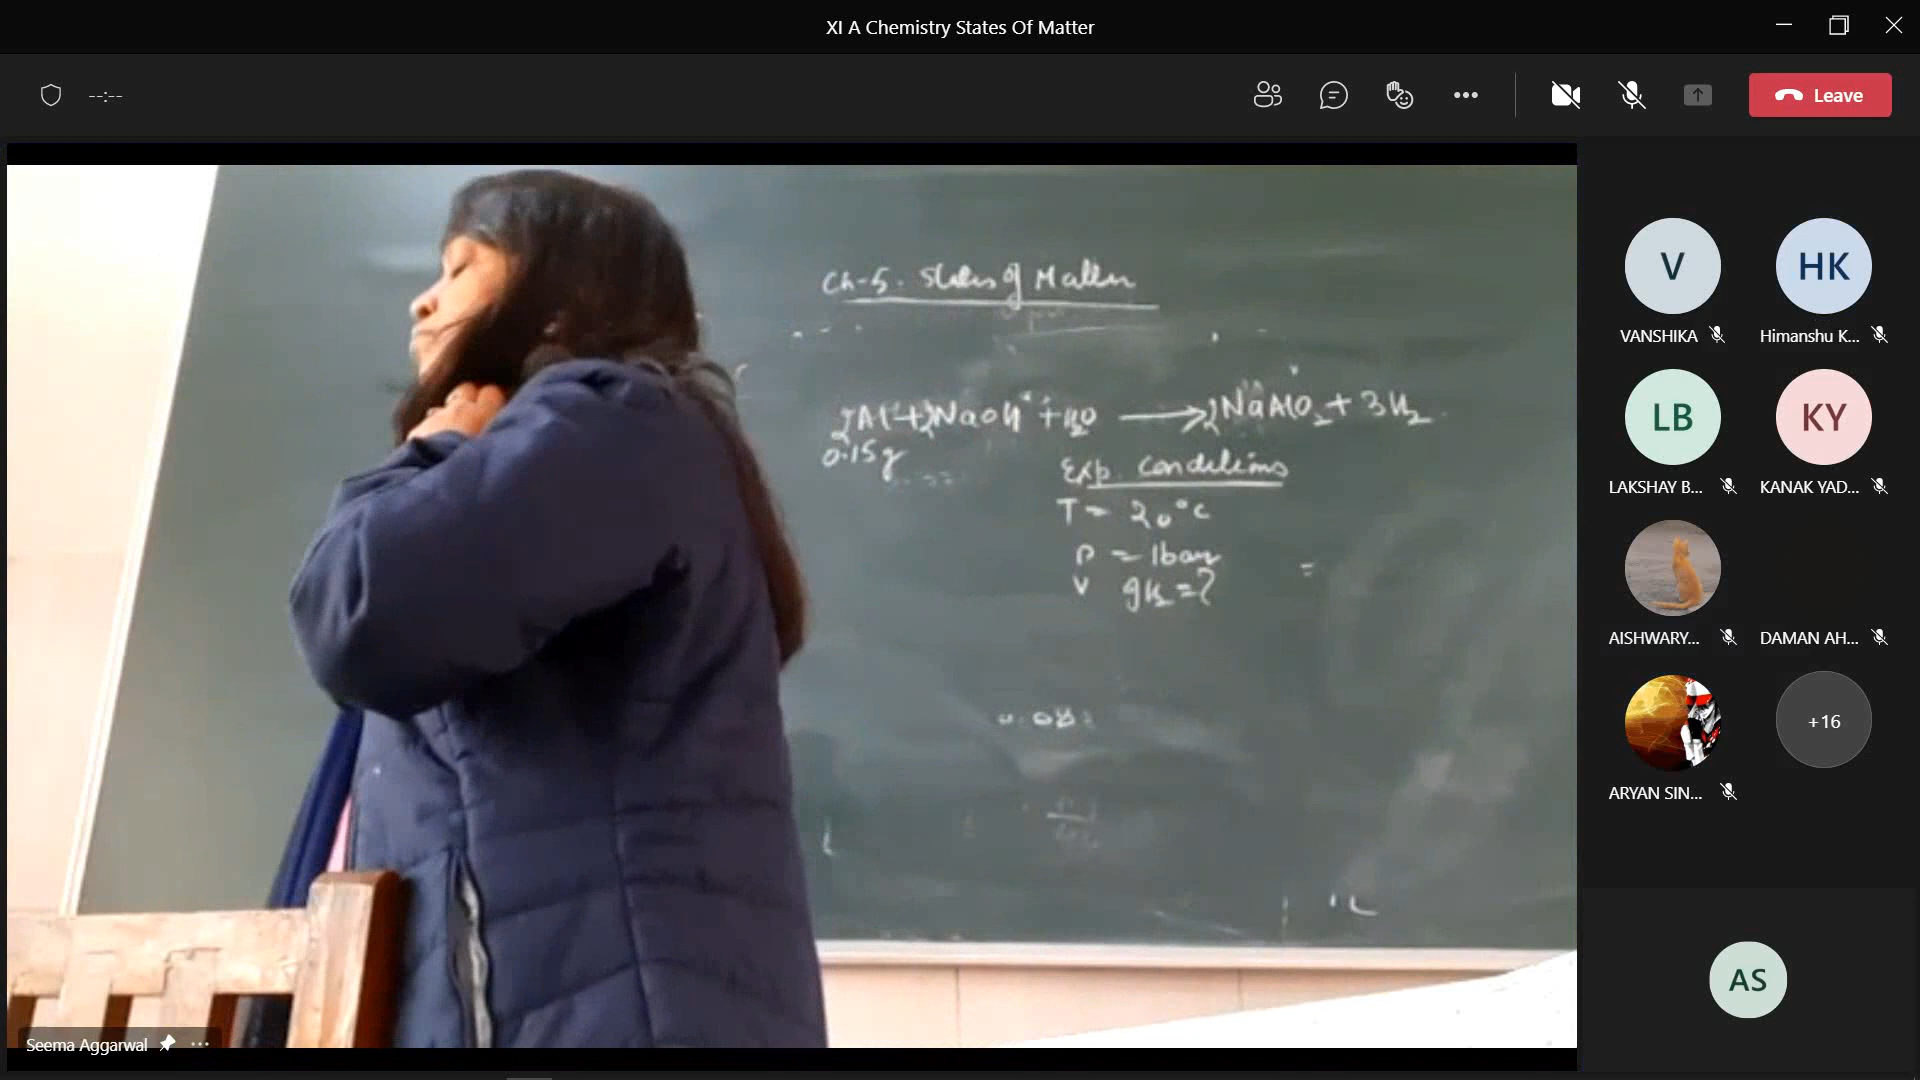 XI A Chemistry States Of Matter
--:--
Leave
Ch-5. States of Matter
2Al + 2NaOH + H2O → 2NaAlO2 + 3H2
0.15g
Exp. Conditions
T = 20°C
P = 1bar
V of H2 = ?
=
V
HK
VANSHIKA
Himanshu K...
LB
KY
LAKSHAY B...
KANAK YAD...
AISHWARY...
DAMAN AH...
+16
ARYAN SIN...
AS
Seema Aggarwal